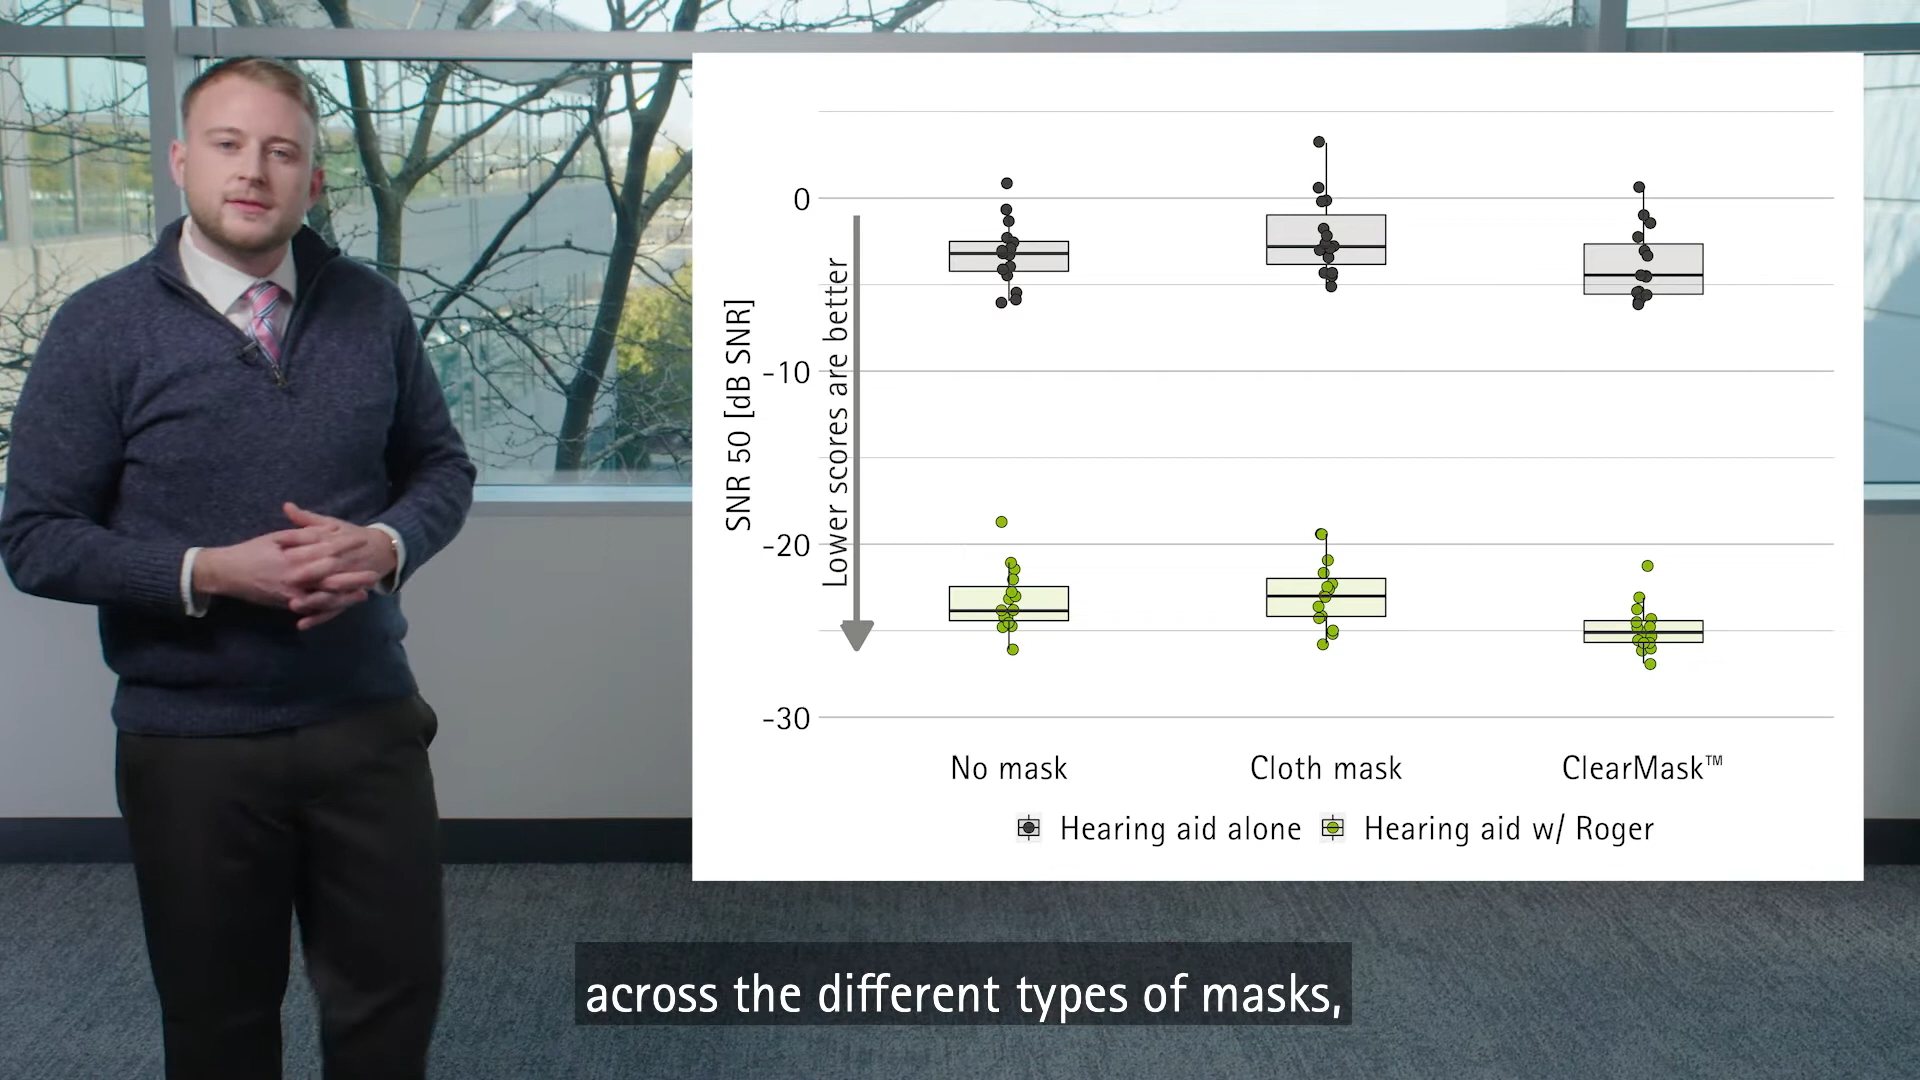 0
-10
-20
-30
SNR 50 [dB SNR]
Lower scores are better
No mask
Cloth mask
ClearMask™
Hearing aid alone
Hearing aid w/ Roger
across the different types of masks,